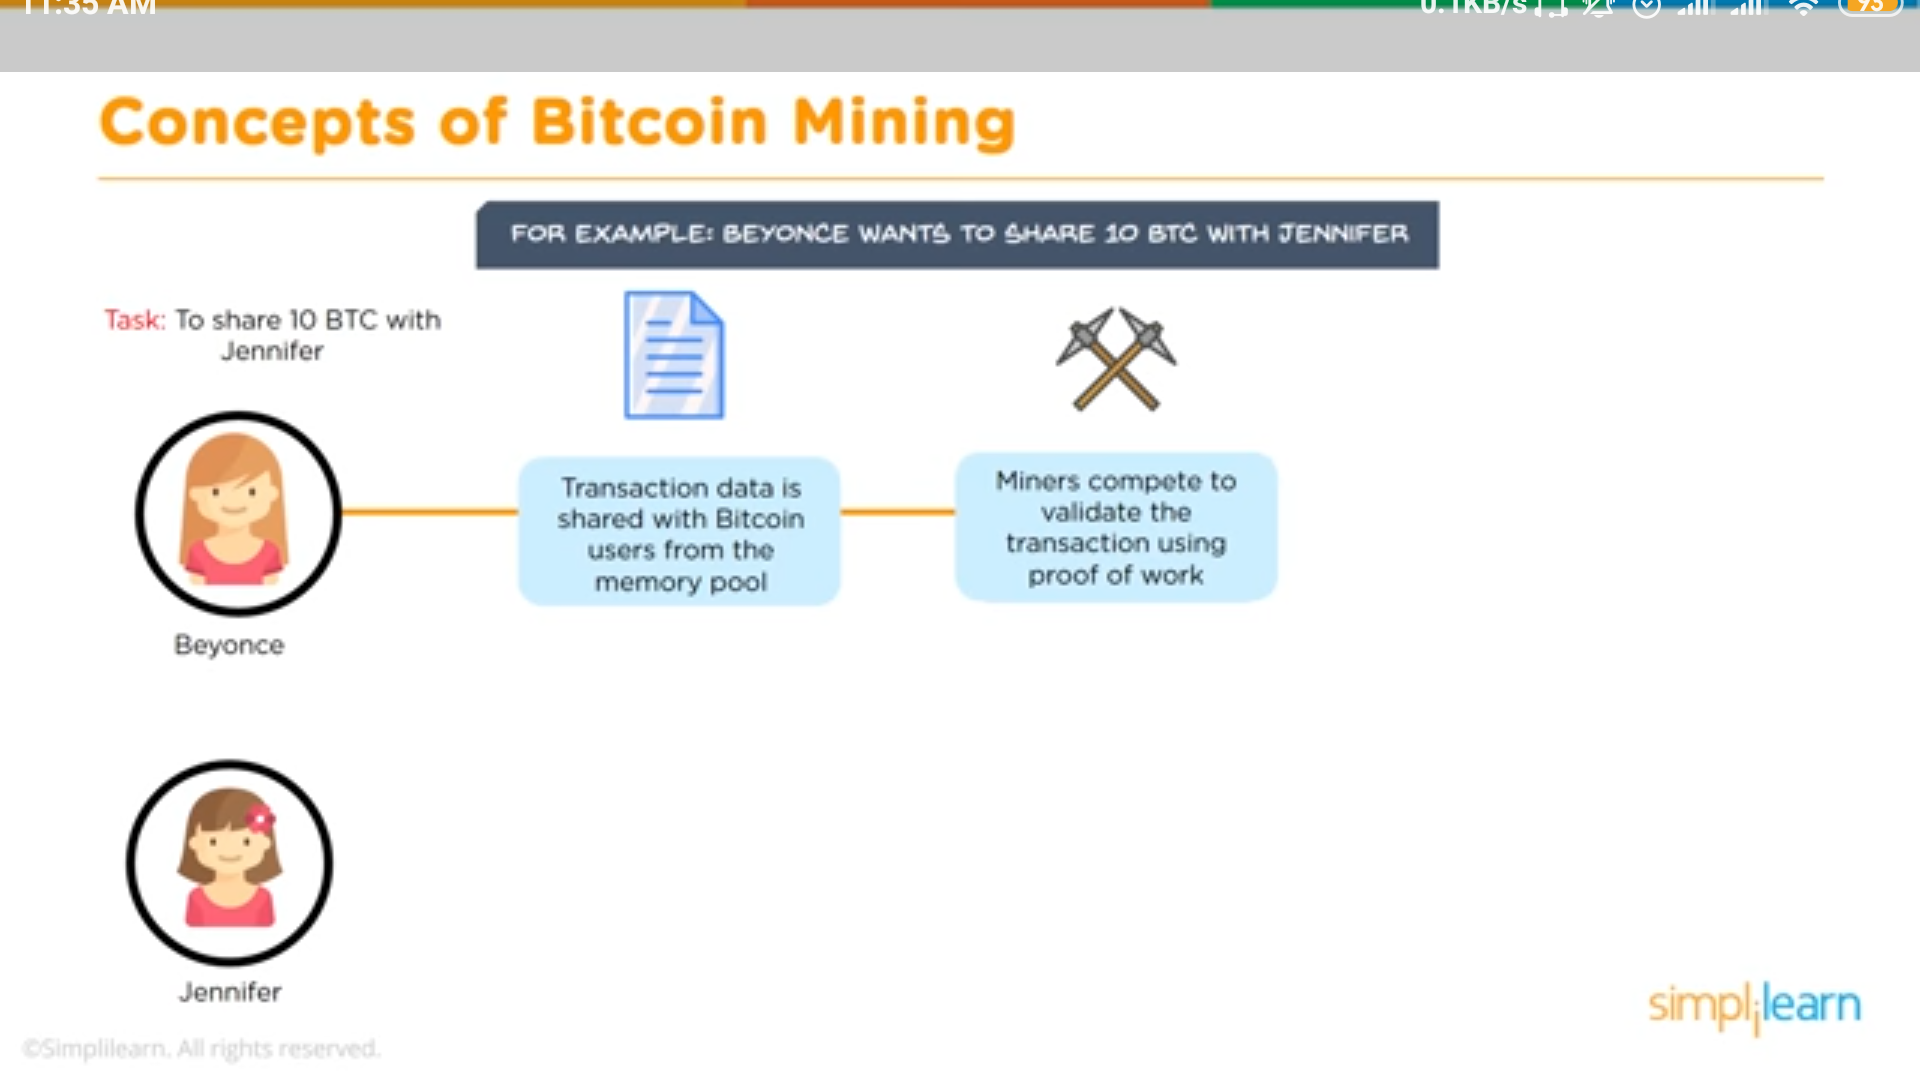 11:35 AM
0.1KB/s
93
Concepts of Bitcoin Mining
FOR EXAMPLE: BEYONCE WANTS TO SHARE 10 BTC WITH JENNIFER
Task: To share 10 BTC with
Jennifer
Transaction data is
shared with Bitcoin
users from the
memory pool
Miners compete to
validate the
transaction using
proof of work
Beyonce
Jennifer
simplilearn
©Simplilearn. All rights reserved.